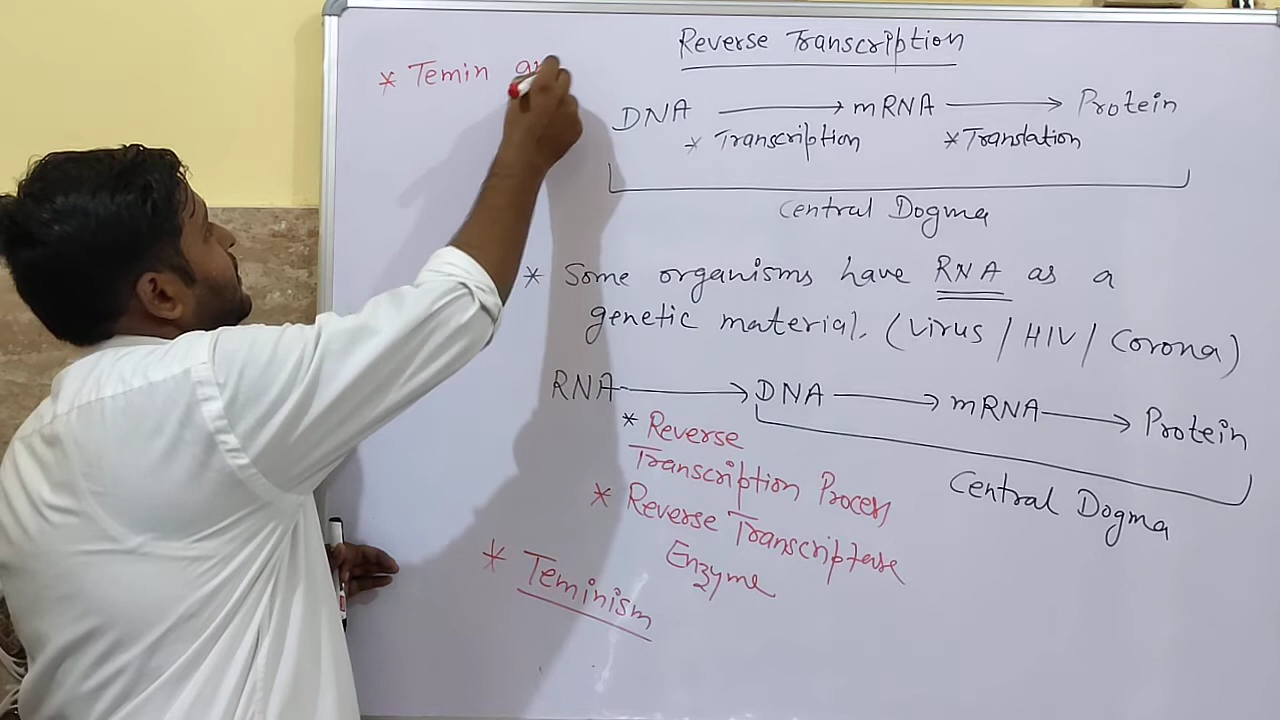 Reverse Transcription
* Temin an
DNA → mRNA → Protein
* Transcription * Translation
Central Dogma
* Some organisms have RNA as a
genetic material. (Virus / HIV / Corona)
RNA → DNA → mRNA → Protein
* Reverse
Transcription Process
Central Dogma
* Reverse Transcriptase
Enzyme
* Teminism